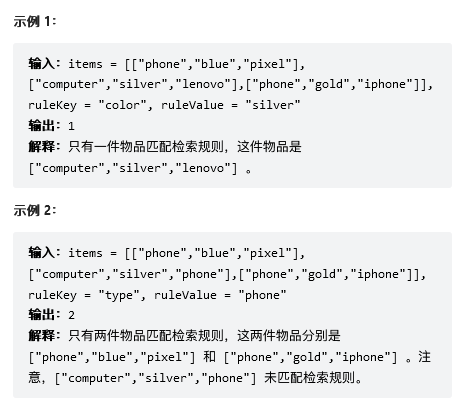 示例 1：
输入：items = [["phone","blue","pixel"],
["computer","silver","lenovo"],["phone","gold","iphone"]],
ruleKey = "color", ruleValue = "silver"
输出：1
解释：只有一件物品匹配检索规则，这件物品是
["computer","silver","lenovo"] 。
示例 2：
输入：items = [["phone","blue","pixel"],
["computer","silver","phone"],["phone","gold","iphone"]],
ruleKey = "type", ruleValue = "phone"
输出：2
解释：只有两件物品匹配检索规则，这两件物品分别是
["phone","blue","pixel"] 和 ["phone","gold","iphone"] 。注
意，["computer","silver","phone"] 未匹配检索规则。